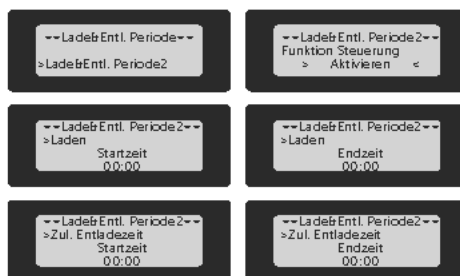 --Lade&Entl. Periode--
>Lade&Entl. Periode2
--Lade&Entl. Periode2--
Funktion Steuerung
> Aktivieren <
--Lade&Entl. Periode2--
>Laden
Startzeit
00:00
--Lade&Entl. Periode2--
>Laden
Endzeit
00:00
--Lade&Entl. Periode2--
>Zul. Entladezeit
Startzeit
00:00
--Lade&Entl. Periode2--
>Zul. Entladezeit
Endzeit
00:00